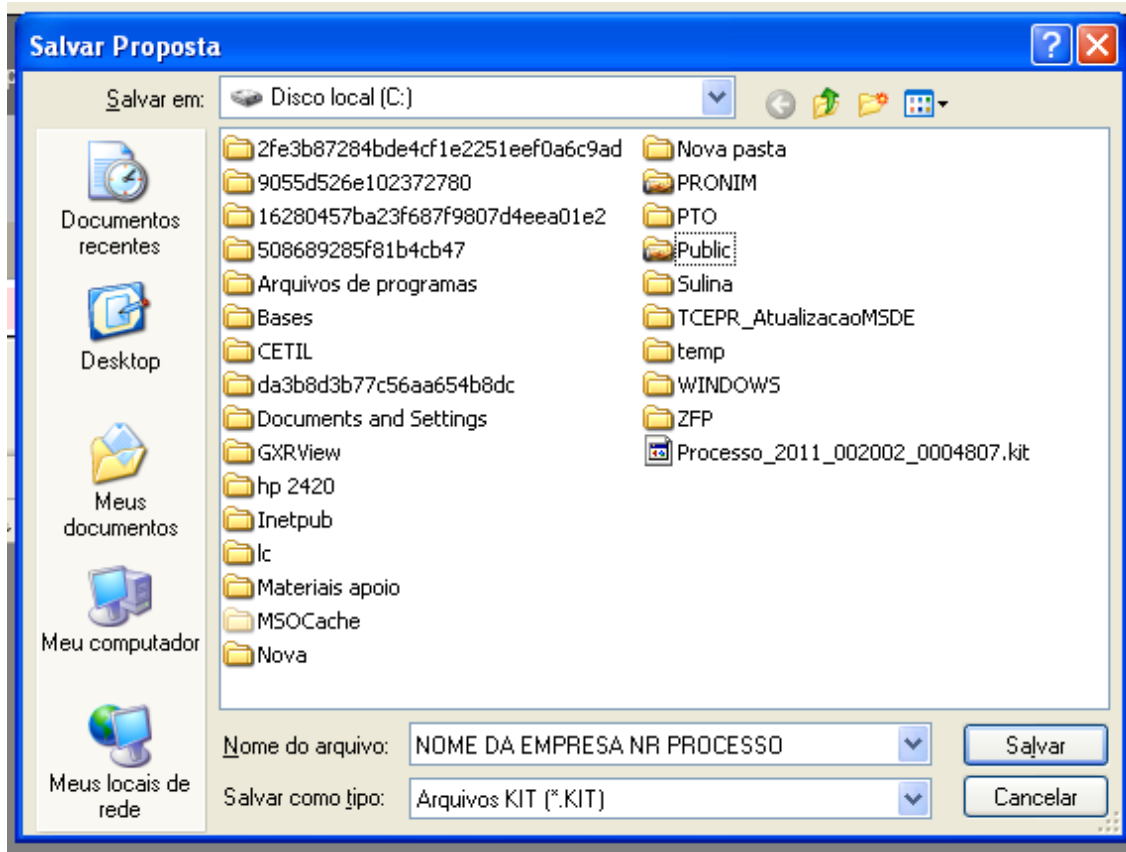 Salvar Proposta
Salvar em: Disco local (C:)
Documentos
recentes
Desktop
Meus
documentos
Meu computador
Meus locais de
rede
2fe3b87284bde4cf1e2251eef0a6c9ad
9055d526e102372780
16280457ba23f687f9807d4eea01e2
508689285f81b4cb47
Arquivos de programas
Bases
CETIL
da3b8d3b77c56aa654b8dc
Documents and Settings
GXRView
hp 2420
Inetpub
lc
Materiais apoio
MSOCache
Nova
Nova pasta
PRONIM
PTO
Public
Sulina
TCEPR_AtualizacaoMSDE
temp
WINDOWS
ZFP
Processo_2011_002002_0004807.kit
Nome do arquivo: NOME DA EMPRESA NR PROCESSO Salvar
Salvar como tipo: Arquivos KIT (*.KIT) Cancelar